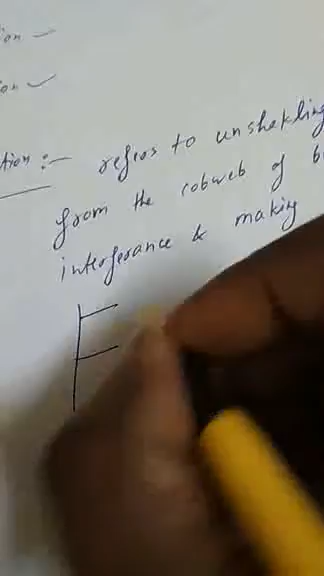 ion
ion
tion :- refers to unshakling
from the cobweb of b
interferance & making
F